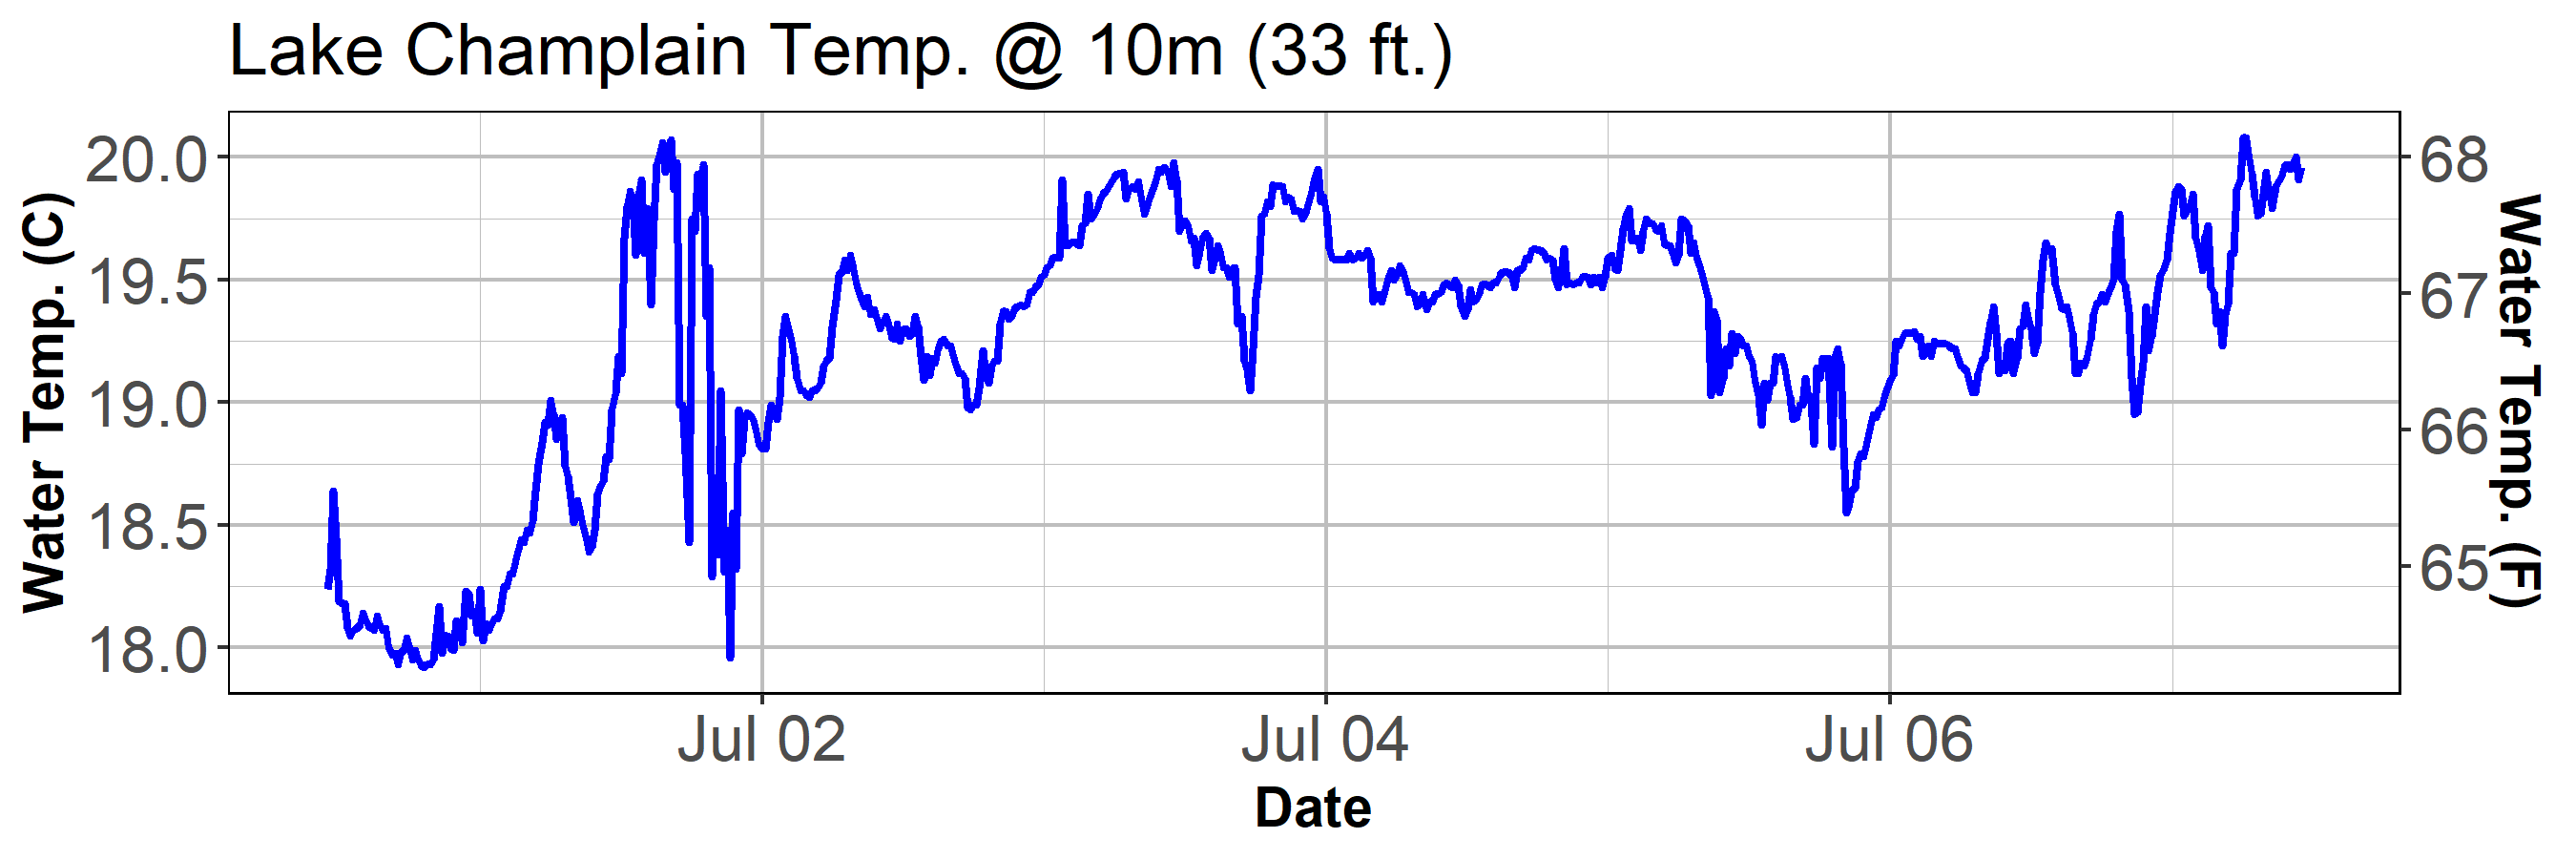 Lake Champlain Temp. @ 10m (33 ft.)
Water Temp. (C)
20.0
19.5
19.0
18.5
18.0
68
67
66
65
Water Temp. (F)
Jul 02 Jul 04 Jul 06
Date